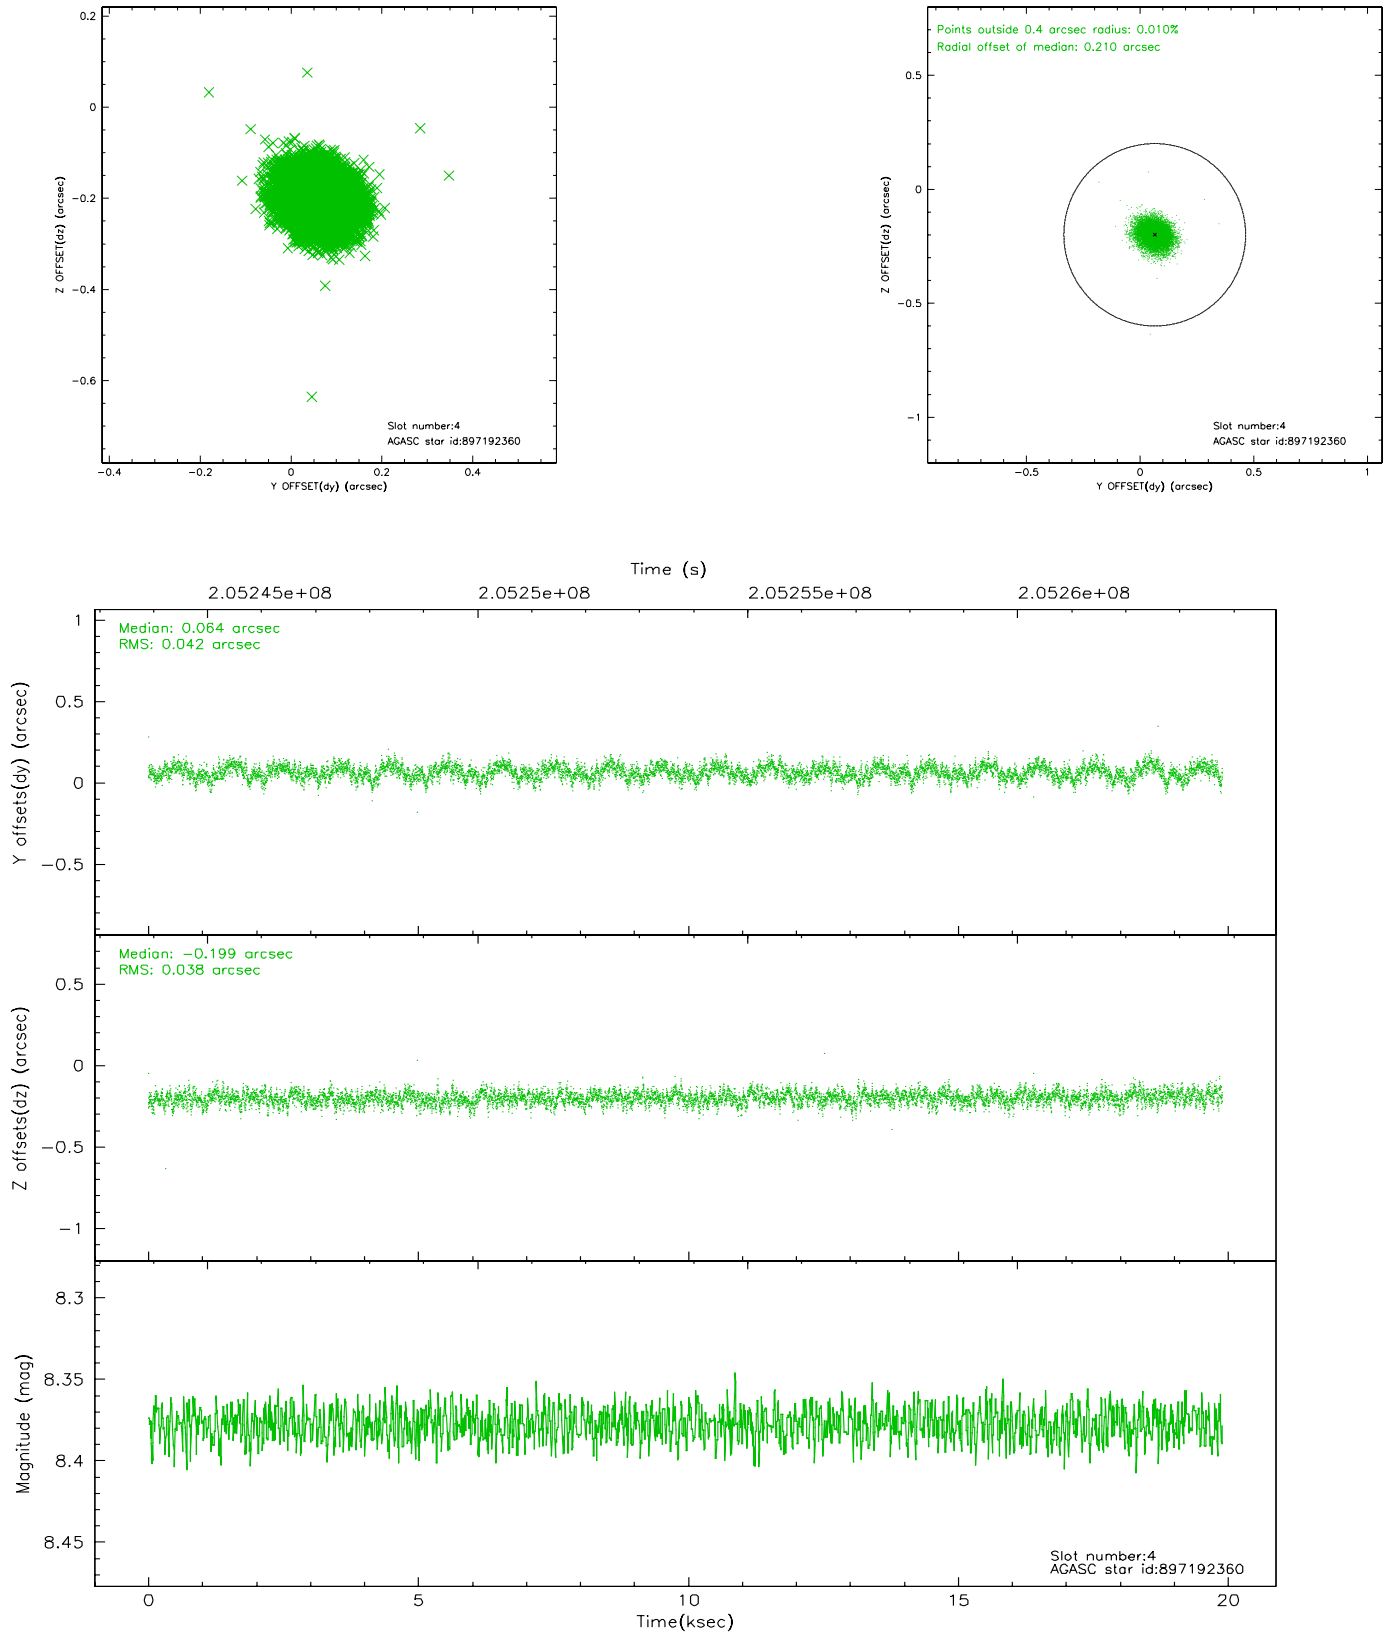 0.2
0
−0.2
−0.4
−0.6
Z OFFSET(dz) (arcsec)
Slot number:4
AGASC star id:897192360
−0.4
−0.2
0
0.2
0.4
Y OFFSET(dy) (arcsec)
Points outside 0.4 arcsec radius: 0.010%
Radial offset of median: 0.210 arcsec
0.5
0
−0.5
−1
Z OFFSET(dz) (arcsec)
Slot number:4
AGASC star id:897192360
−0.5
0
0.5
1
Y OFFSET(dy) (arcsec)
Time (s)
2.05245e+08
2.0525e+08
2.05255e+08
2.0526e+08
Median: 0.064 arcsec
RMS: 0.042 arcsec
1
0.5
0
−0.5
Y offsets(dy) (arcsec)
Median: −0.199 arcsec
RMS: 0.038 arcsec
0.5
0
−0.5
−1
Z offsets(dz) (arcsec)
8.3
8.35
8.4
8.45
Magnitude (mag)
Slot number:4
AGASC star id:897192360
0
5
10
15
20
Time(ksec)